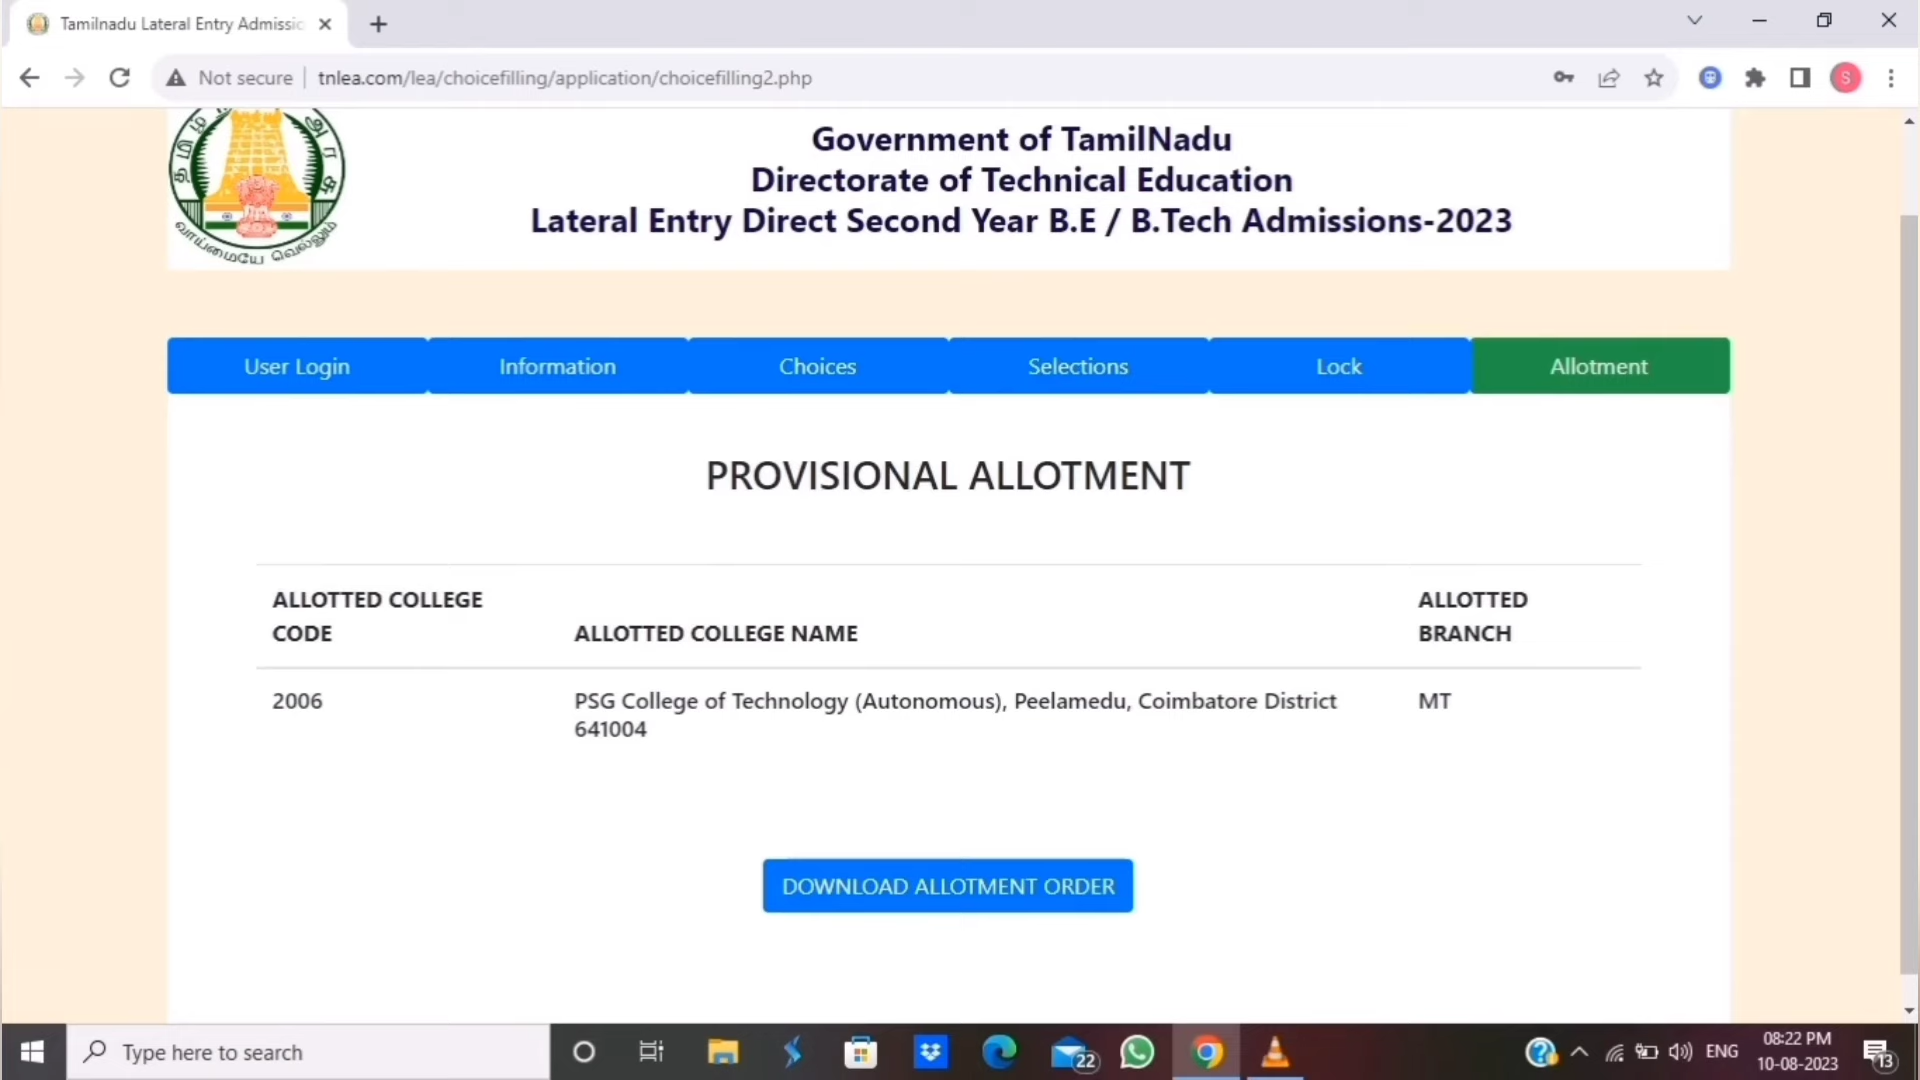 Tamilnadu Lateral Entry Admissio
Not secure
tnlea.com/lea/choicefilling/application/choicefilling2.php
S
தமிழ் அர
வாய்மையே வெல்லும்
Government of TamilNadu
Directorate of Technical Education
Lateral Entry Direct Second Year B.E / B.Tech Admissions-2023
User Login
Information
Choices
Selections
Lock
Allotment
PROVISIONAL ALLOTMENT
ALLOTTED COLLEGE
CODE
ALLOTTED COLLEGE NAME
ALLOTTED
BRANCH
2006
PSG College of Technology (Autonomous), Peelamedu, Coimbatore District
641004
MT
DOWNLOAD ALLOTMENT ORDER
Type here to search
22
ENG
08:22 PM
10-08-2023
13